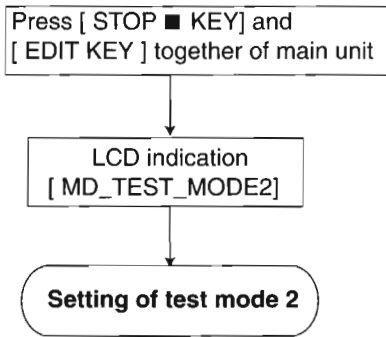 Press [ STOP ■ KEY] and
[ EDIT KEY ] together of main unit
LCD indication
[ MD_TEST_MODE2]
Setting of test mode 2